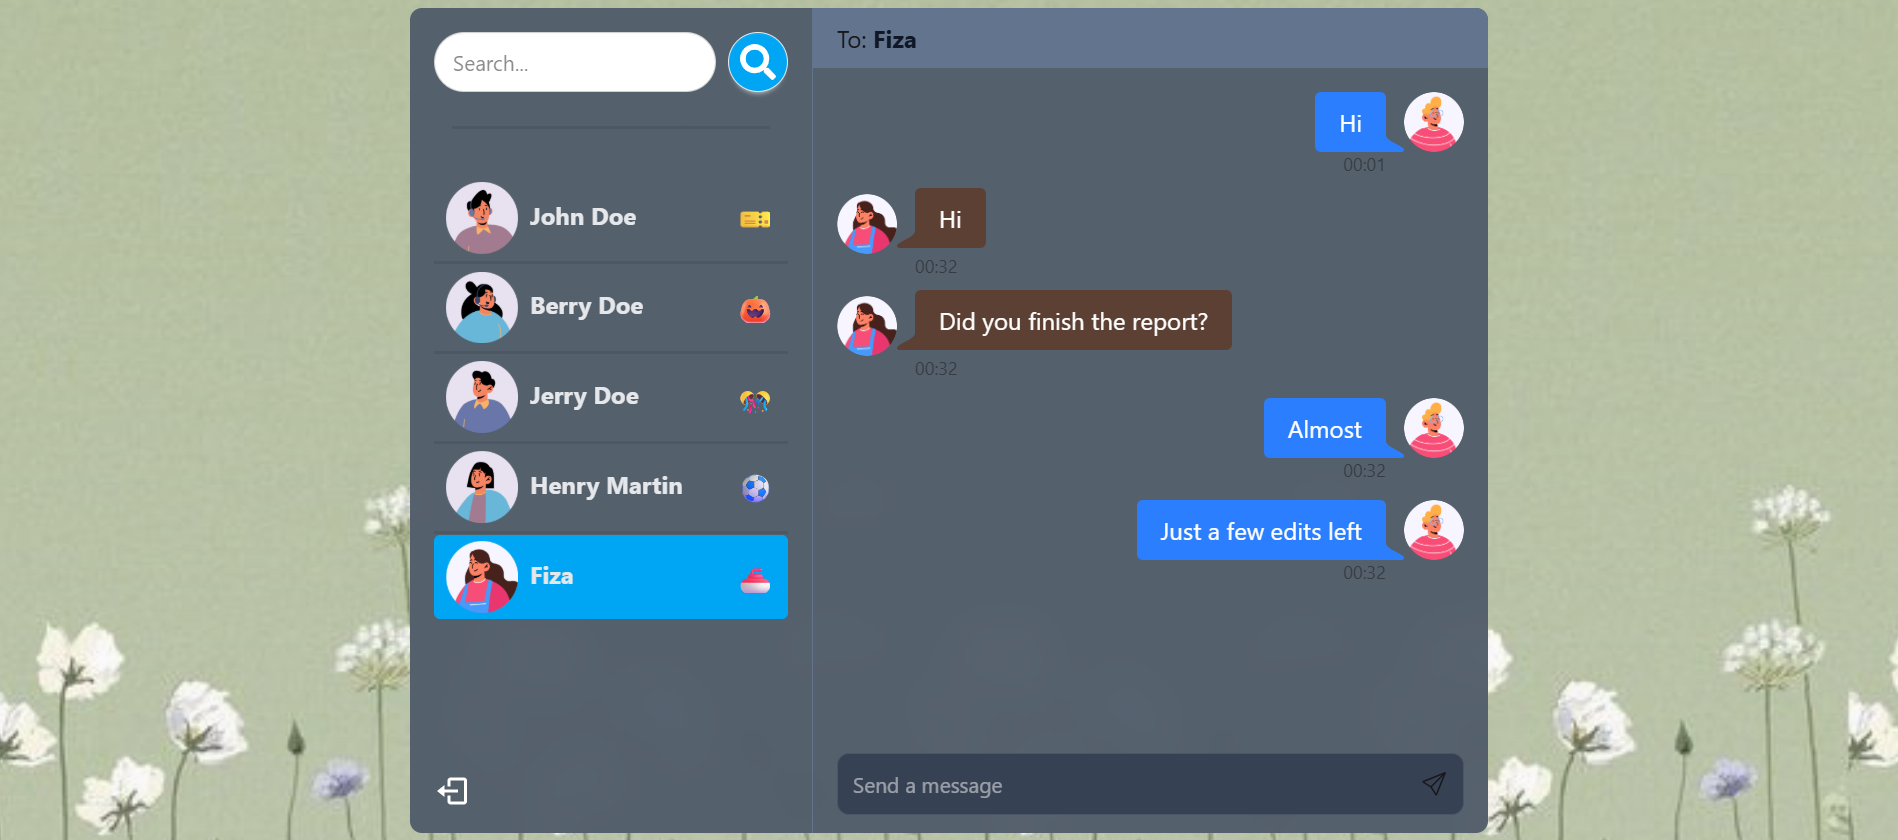 Search...
John Doe
Berry Doe
Jerry Doe
Henry Martin
Fiza
To: Fiza
Hi
00:01
Hi
00:32
Did you finish the report?
00:32
Almost
00:32
Just a few edits left
00:32
Send a message